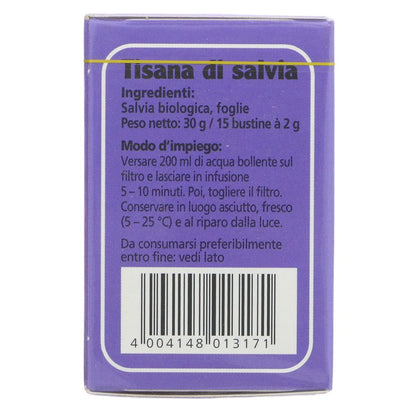 Tisana di salvia
Ingredienti:
Salvia biologica, foglie
Peso netto: 30 g / 15 bustine à 2 g
Modo d'impiego:
Versare 200 ml di acqua bollente sul
filtro e lasciare in infusione
5 – 10 minuti. Poi, togliere il filtro.
Conservare in luogo asciutto, fresco
(5 – 25 °C) e al riparo dalla luce.
Da consumarsi preferibilmente
entro fine: vedi lato
4 004148 013171